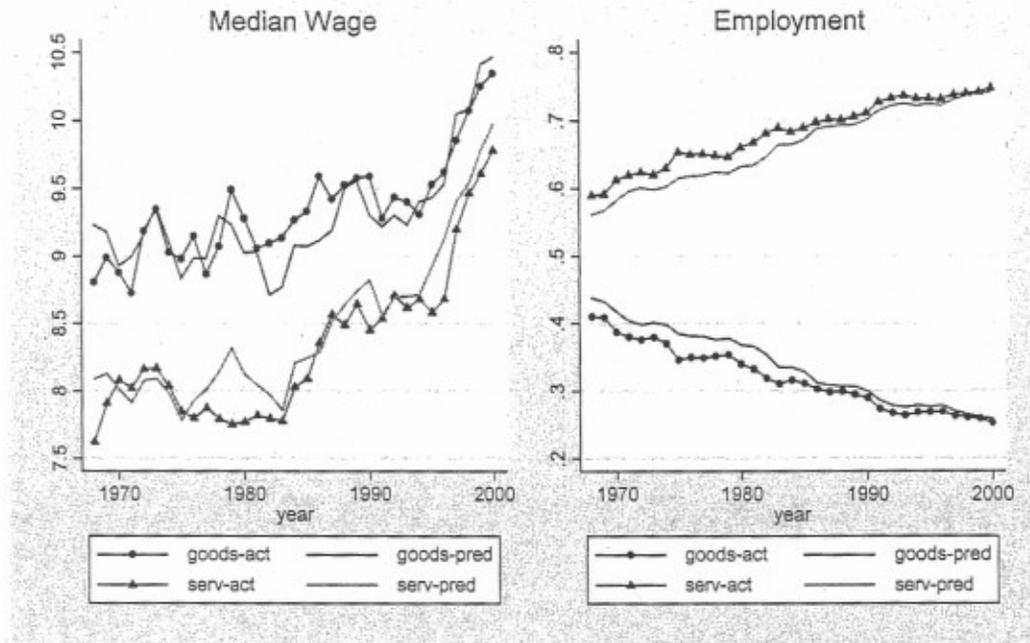 Median Wage
10.5
10
9.5
9
8.5
8
7.5
1970 1980 1990 2000
year
goods-act goods-pred
serv-act serv-pred
Employment
.8
.7
.6
.5
.4
.3
.2
1970 1980 1990 2000
year
goods-act goods-pred
serv-act serv-pred